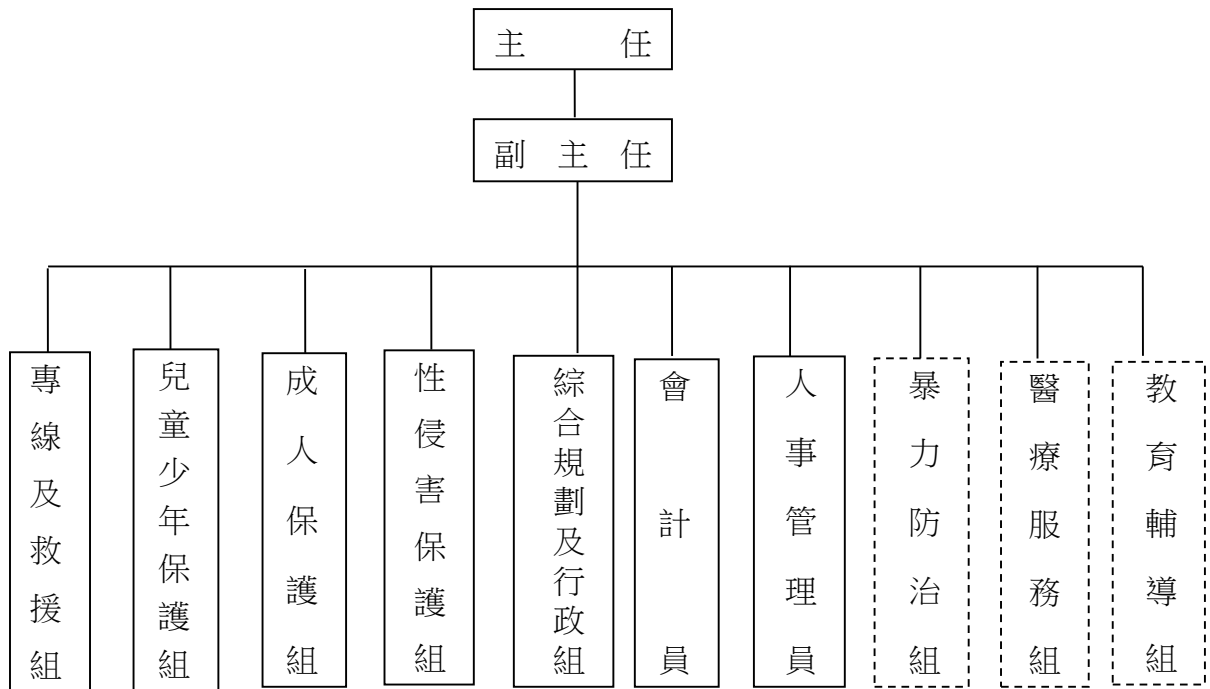 主任
副主任
專線及救援組
兒童少年保護組
成人保護組
性侵害保護組
綜合規劃及行政組
會計員
人事管理員
暴力防治組
醫療服務組
教育輔導組